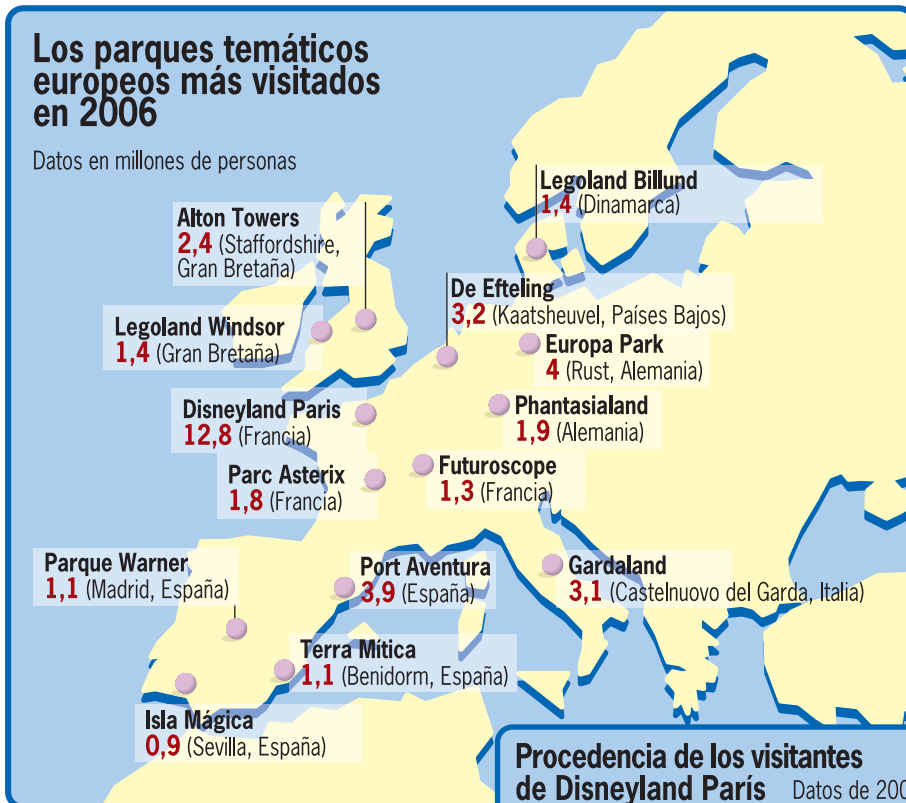 Los parques temáticos
europeos más visitados
en 2006
Datos en millones de personas
Legoland Billund
1,4 (Dinamarca)
Alton Towers
2,4 (Staffordshire,
Gran Bretaña)
De Efteling
3,2 (Kaatsheuvel, Países Bajos)
Legoland Windsor
1,4 (Gran Bretaña)
Europa Park
4 (Rust, Alemania)
Disneyland Paris
12,8 (Francia)
Phantasialand
1,9 (Alemania)
Parc Asterix
1,8 (Francia)
Futuroscope
1,3 (Francia)
Parque Warner
1,1 (Madrid, España)
Port Aventura
3,9 (España)
Gardaland
3,1 (Castelnuovo del Garda, Italia)
Terra Mítica
1,1 (Benidorm, España)
Isla Mágica
0,9 (Sevilla, España)
Procedencia de los visitantes
de Disneyland París Datos de 200